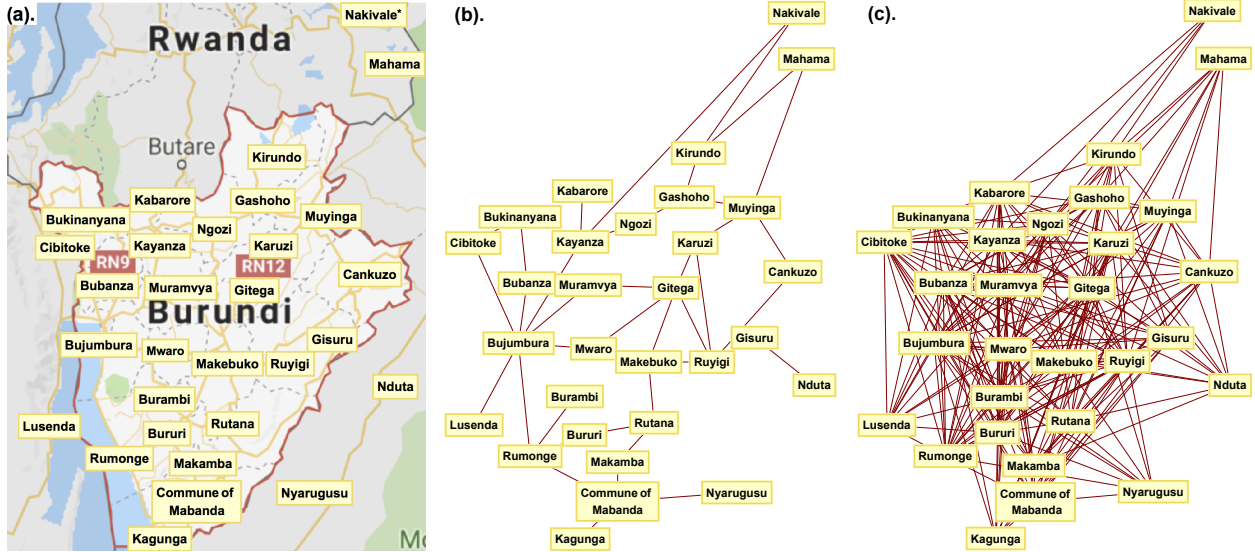 (a).
Nakivale*
Rwanda
Mahama
Butare
Kirundo
Kabarore
Gashoho
Bukinanyana
Muyinga
Ngozi
Cibitoke
Kayanza
Karuzi
RN9
RN12
Cankuzo
Bubanza
Muramvya
Gitega
Burundi
Gisuru
Bujumbura
Mwaro
Makebuko
Ruyigi
Nduta
Burambi
Lusenda
Bururi
Rutana
Rumonge
Makamba
Commune of
Mabanda
Nyarugusu
Kagunga
(b).
Nakivale
Mahama
Kirundo
Kabarore
Gashoho
Bukinanyana
Muyinga
Ngozi
Cibitoke
Kayanza
Karuzi
Cankuzo
Bubanza
Muramvya
Gitega
Gisuru
Bujumbura
Mwaro
Makebuko
Ruyigi
Nduta
Burambi
Lusenda
Bururi
Rutana
Rumonge
Makamba
Commune of
Mabanda
Nyarugusu
Kagunga
(c).
Nakivale
Mahama
Kirundo
Kabarore
Gashoho
Bukinanyana
Muyinga
Ngozi
Cibitoke
Kayanza
Karuzi
Cankuzo
Bubanza
Muramvya
Gitega
Gisuru
Bujumbura
Mwaro
Makebuko
Ruyigi
Nduta
Burambi
Lusenda
Bururi
Rutana
Rumonge
Makamba
Commune of
Mabanda
Nyarugusu
Kagunga